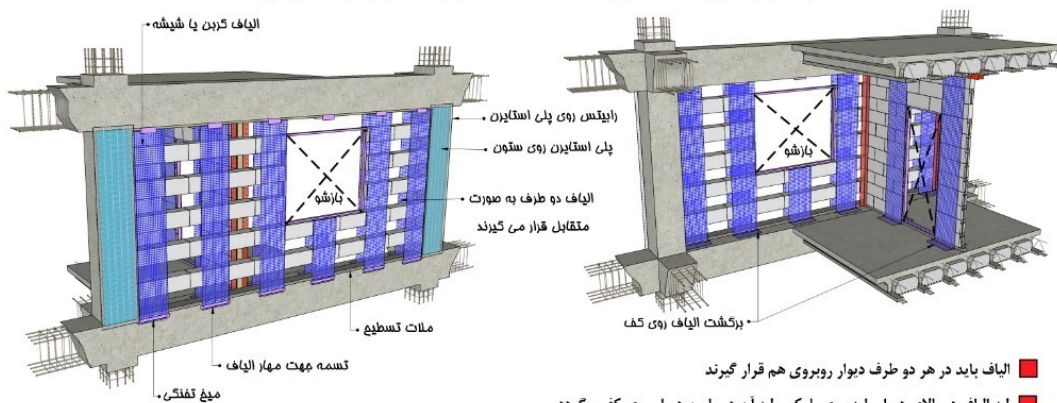 الیاف کربن یا شیشه
رابیتس روی پلی استایرن
پلی استایرن روی ستون
بازشو
الیاف دو طرف به صورت
متقابل قرار می گیرند
ملات تسطیح
تسمه جهت مهار الیاف
میخ تفنگی
بازشو
برگشت الیاف روی کف
الیاف باید در هر دو طرف دیوار روبروی هم قرار گیرند